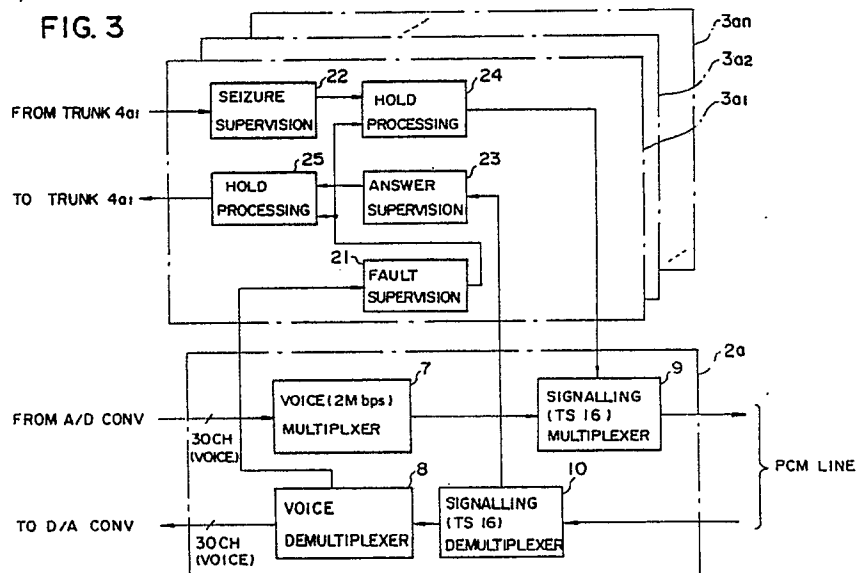 FIG. 3
3an
3a2
3a1
22
24
FROM TRUNK 4a1
SEIZURE
SUPERVISION
HOLD
PROCESSING
25
23
TO TRUNK 4a1
HOLD
PROCESSING
ANSWER
SUPERVISION
21
FAULT
SUPERVISION
2a
7
9
FROM A/D CONV
30CH
(VOICE)
VOICE (2M bps)
MULTIPLXER
SIGNALLING
(TS 16)
MULTIPLEXER
PCM LINE
8
10
TO D/A CONV
30CH
(VOICE)
VOICE
DEMULTIPLEXER
SIGNALLING
(TS 16)
DEMULTIPLEXER